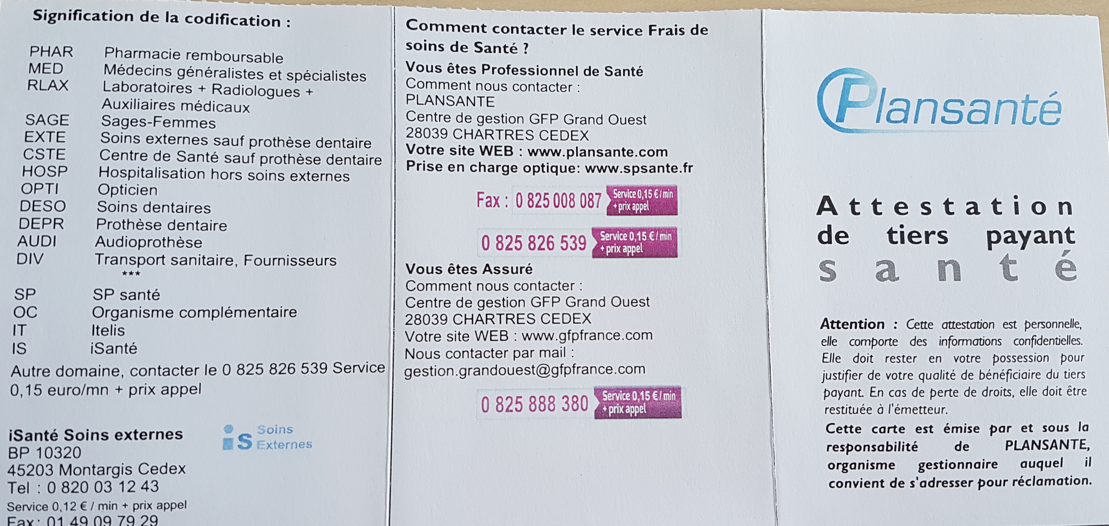 Signification de la codification :
PHAR Pharmacie remboursable
MED Médecins généralistes et spécialistes
RLAX Laboratoires + Radiologues +
Auxiliaires médicaux
SAGE Sages-Femmes
EXTE Soins externes sauf prothèse dentaire
CSTE Centre de Santé sauf prothèse dentaire
HOSP Hospitalisation hors soins externes
OPTI Opticien
DESO Soins dentaires
DEPR Prothèse dentaire
AUDI Audioprothèse
DIV Transport sanitaire, Fournisseurs
***
SP SP santé
OC Organisme complémentaire
IT Itelis
IS iSanté
Autre domaine, contacter le 0 825 826 539 Service
0,15 euro/mn + prix appel
iSanté Soins externes
BP 10320
45203 Montargis Cedex
Tel : 0 820 03 12 43
Service 0,12 € / min + prix appel
Fax : 01 49 09 79 29
is Soins
Externes
Comment contacter le service Frais de
soins de Santé ?
Vous êtes Professionnel de Santé
Comment nous contacter :
PLANSANTE
Centre de gestion GFP Grand Ouest
28039 CHARTRES CEDEX
Votre site WEB : www.plansante.com
Prise en charge optique: www.spsante.fr
Fax : 0 825 008 087 Service 0,15 € / min
+ prix appel
0 825 826 539 Service 0,15 € / min
+ prix appel
Vous êtes Assuré
Comment nous contacter :
Centre de gestion GFP Grand Ouest
28039 CHARTRES CEDEX
Votre site WEB : www.gfpfrance.com
Nous contacter par mail :
gestion.grandouest@gfpfrance.com
0 825 888 380 Service 0,15 € / min
+ prix appel
Plansanté
Attestation
de tiers payant
santé
Attention : Cette attestation est personnelle,
elle comporte des informations confidentielles.
Elle doit rester en votre possession pour
justifier de votre qualité de bénéficiaire du tiers
payant. En cas de perte de droits, elle doit être
restituée à l'émetteur.
Cette carte est émise par et sous la
responsabilité de PLANSANTE,
organisme gestionnaire auquel il
convient de s'adresser pour réclamation.